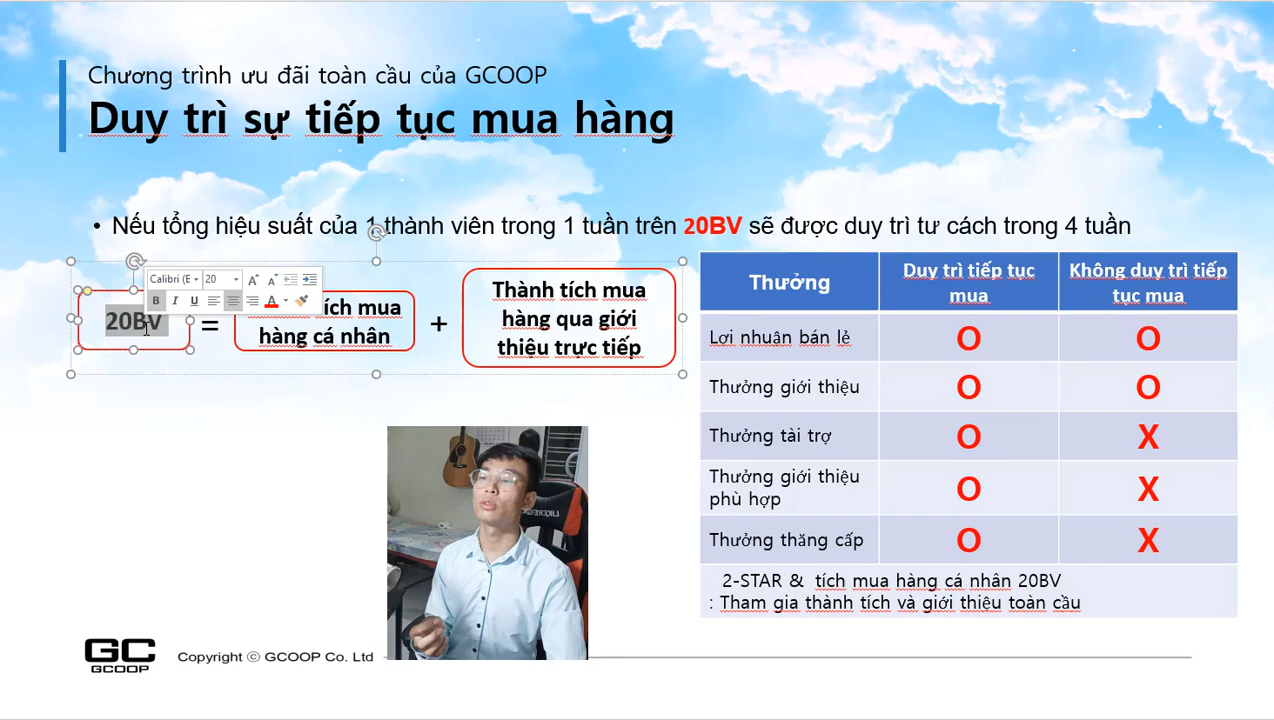 Chương trình ưu đãi toàn cầu của GCOOP
Duy trì sự tiếp tục mua hàng
• Nếu tổng hiệu suất của 1 thành viên trong 1 tuần trên 20BV sẽ được duy trì tư cách trong 4 tuần
Calibri (E 20
B I U A
20BV
=
tích mua
hàng cá nhân
+
Thành tích mua
hàng qua giới
thiệu trực tiếp
Thưởng Duy trì tiếp tục mua Không duy trì tiếp tục mua
Lợi nhuận bán lẻ O O
Thưởng giới thiệu O O
Thưởng tài trợ O X
Thưởng giới thiệu phù hợp O X
Thưởng thăng cấp O X
2-STAR & tích mua hàng cá nhân 20BV
: Tham gia thành tích và giới thiệu toàn cầu
GC
GCOOP
Copyright ⓒ GCOOP Co. Ltd